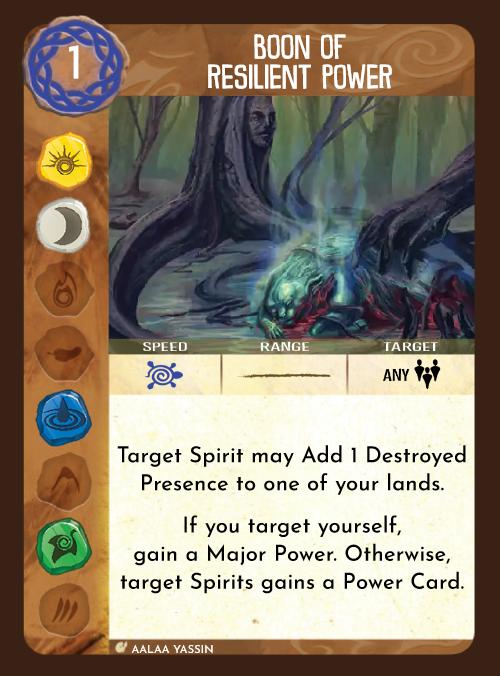 1
BOON OF
RESILIENT POWER
SPEED RANGE TARGET
ANY
Target Spirit may Add 1 Destroyed
Presence to one of your lands.
If you target yourself,
gain a Major Power. Otherwise,
target Spirits gains a Power Card.
AALAA YASSIN